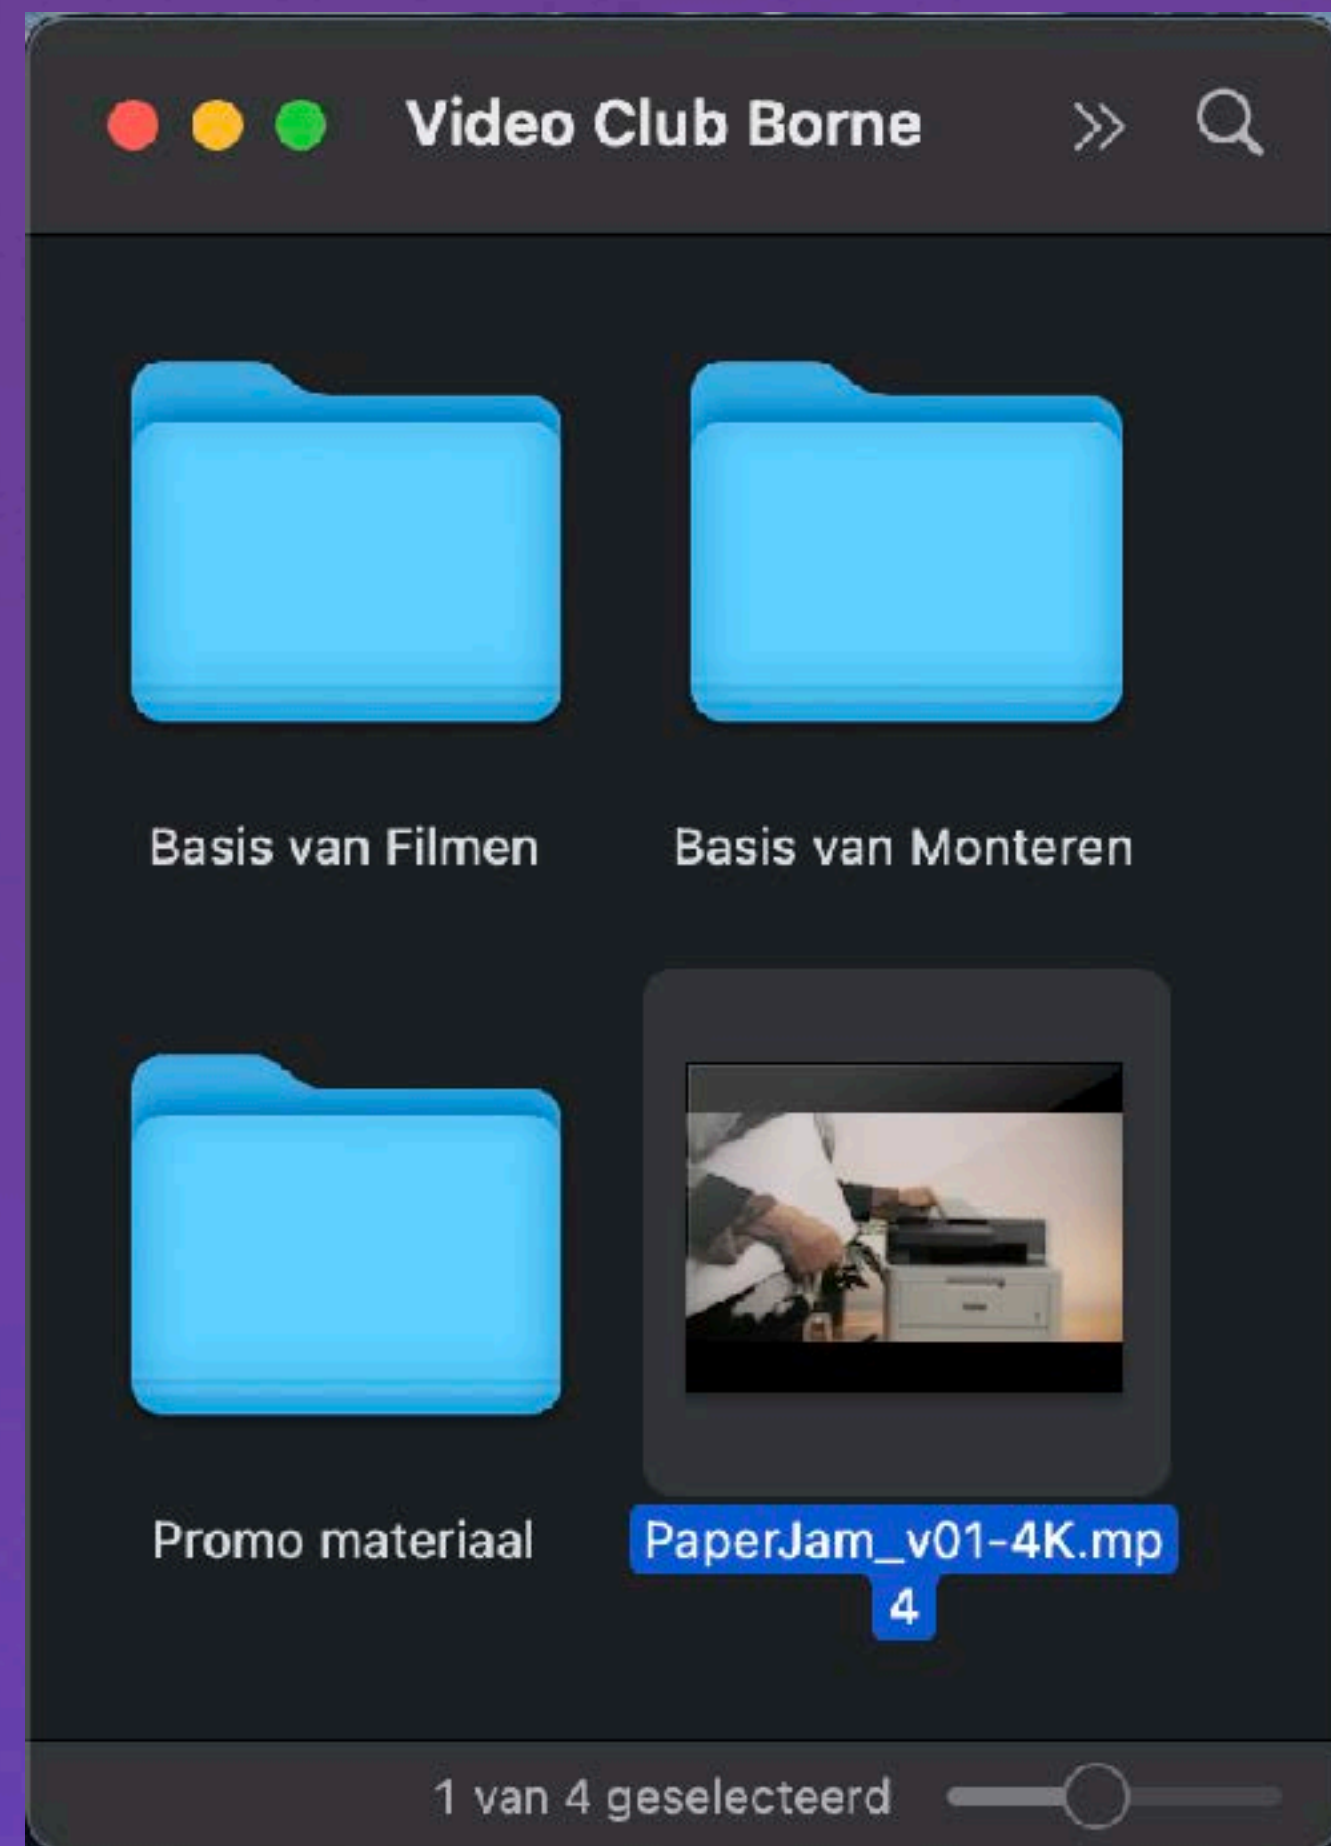 Video Club Borne
Basis van Filmen
Basis van Monteren
Promo materiaal
PaperJam_v01-4K.mp
4
1 van 4 geselecteerd